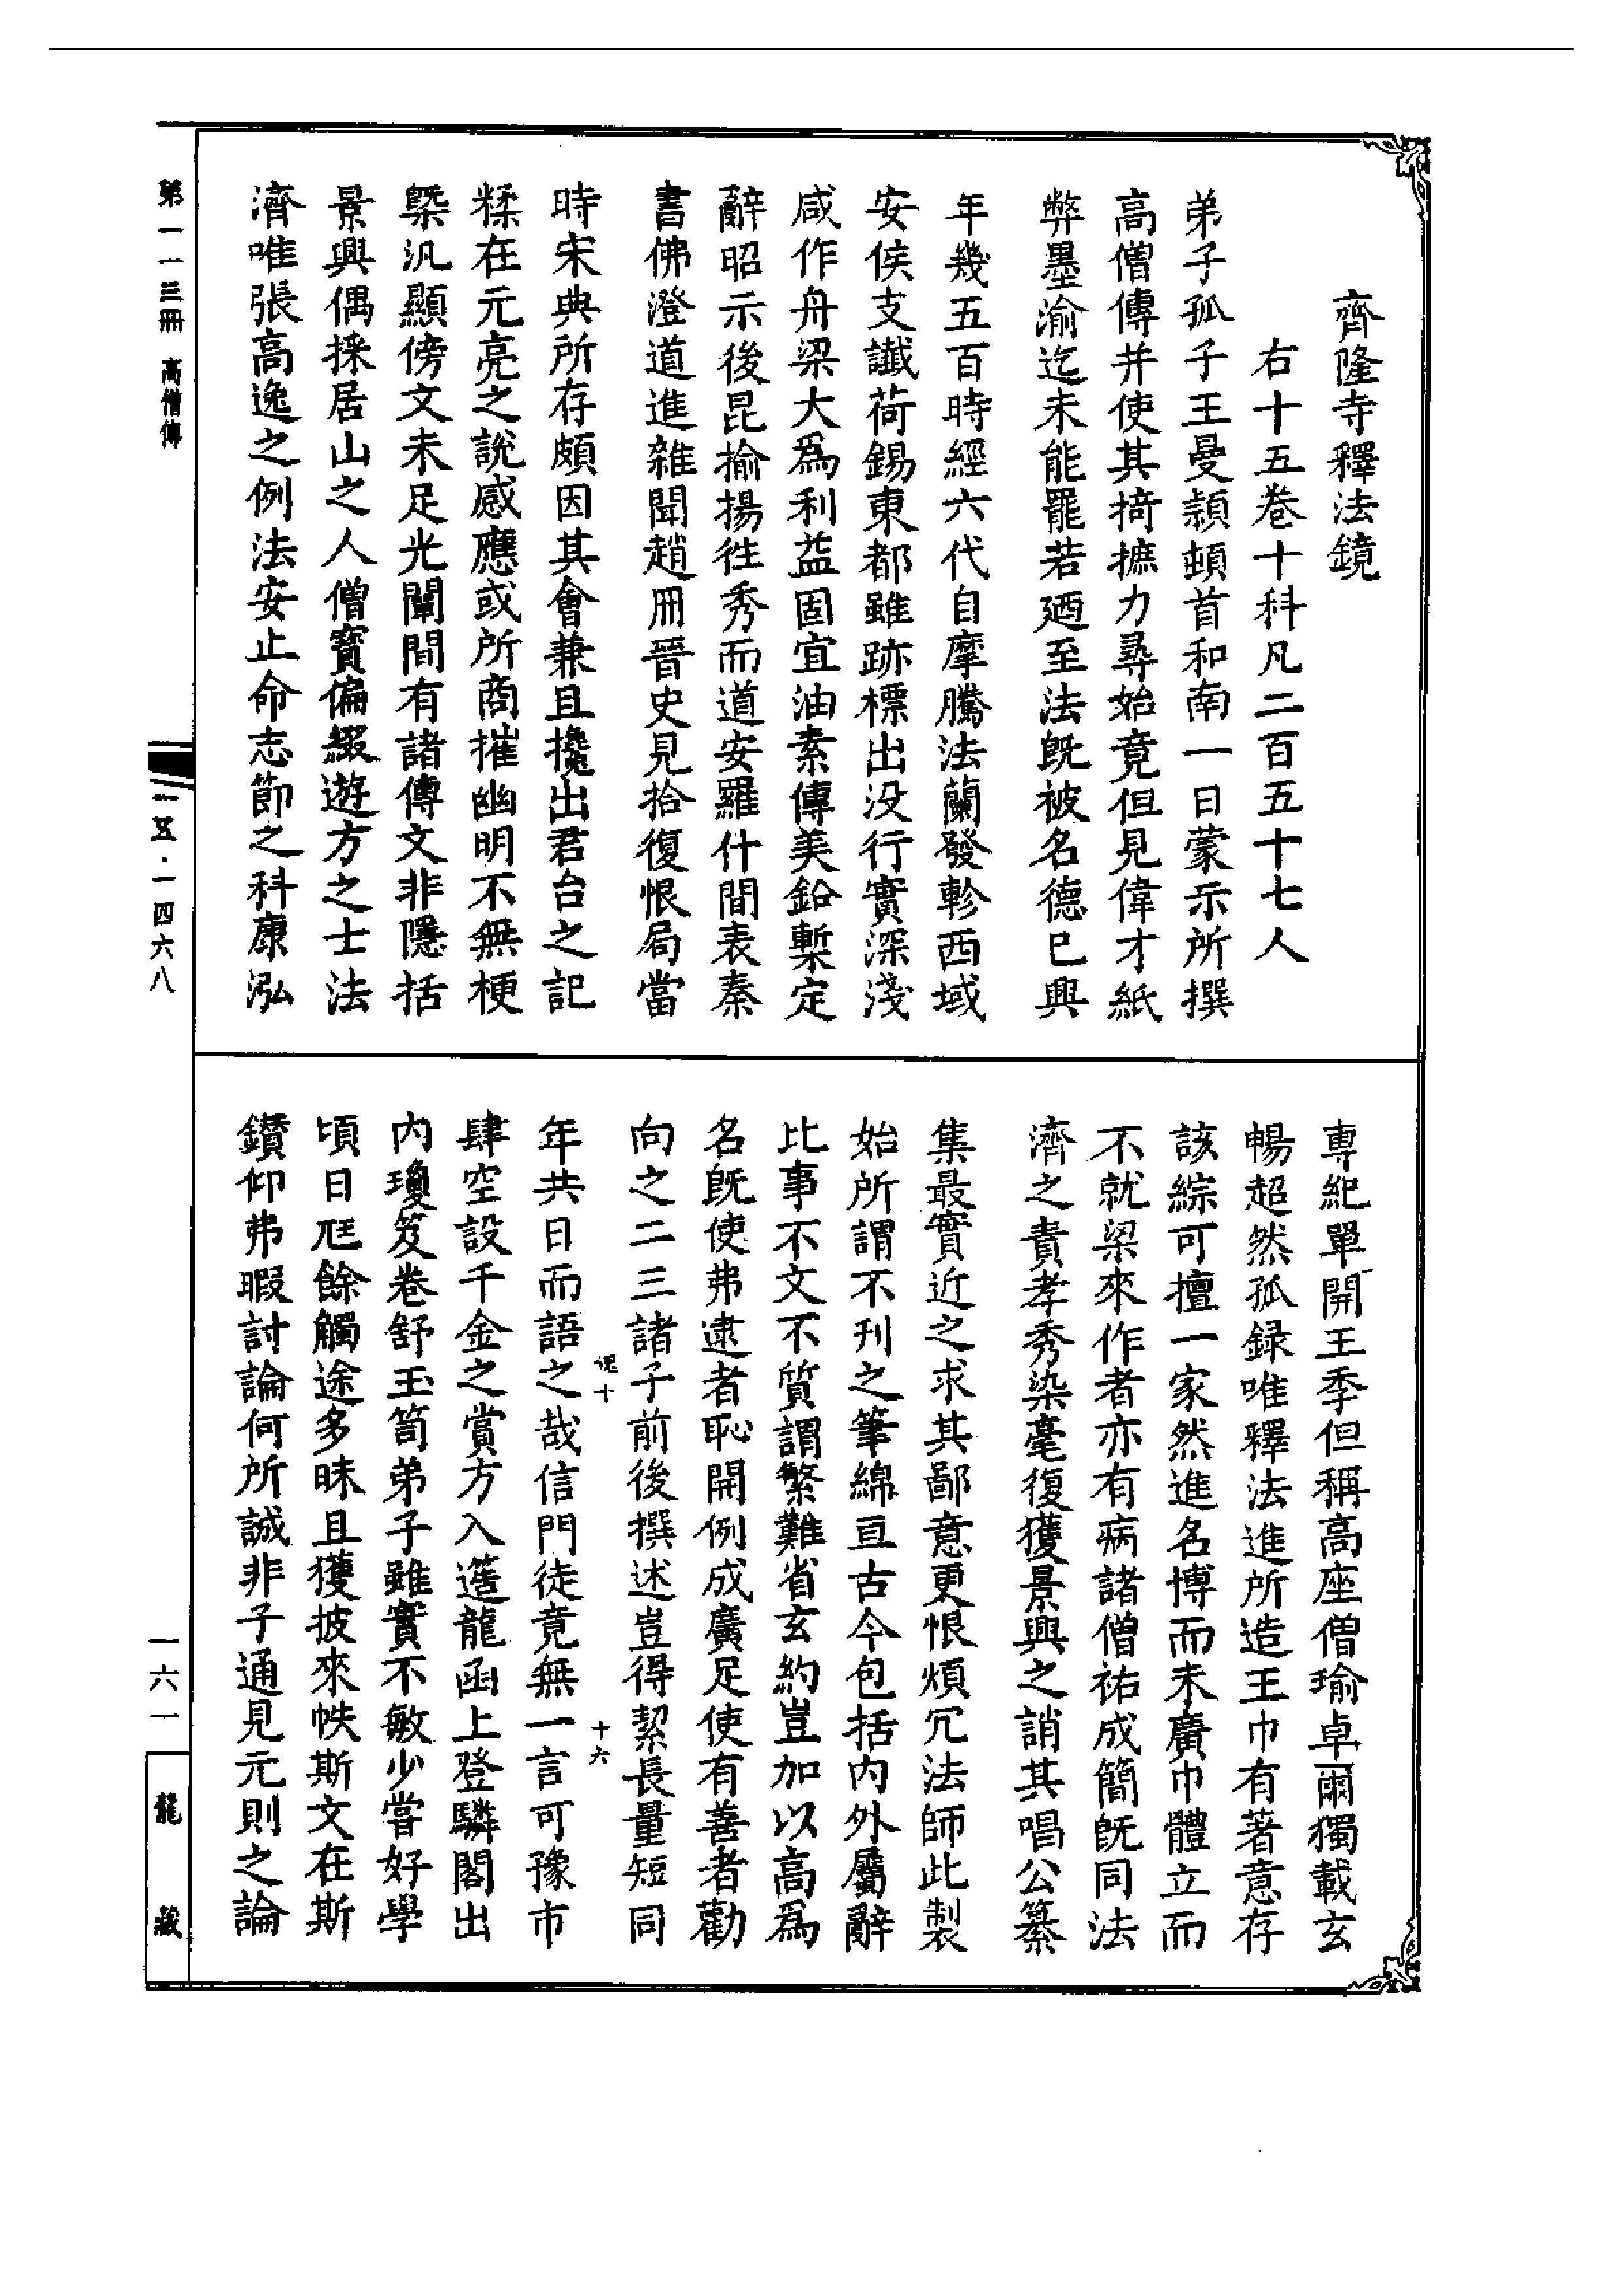 齊隆寺釋法鏡
右十五卷十科凡二百五十七人
弟子孤子王曼頴頓首和南一日蒙示所撰
高僧傳并使其掎摭力尋始竟但見偉才紙
弊墨渝迄未能罷若廼至法既被名德已興
年幾五百時經六代自摩騰法蘭發軫西域
安侯支讖荷錫東都雖跡標出没行實深淺
咸作舟梁大爲利益固宜油素傳美鉛槧定
辭昭示後昆揄揚徃秀而道安羅什間表秦
書佛澄道進雜聞趙冊晉史見拾復恨局當
時宋典所存頗因其會兼且攙出君台之記
糅在元亮之說感應或所商摧幽明不無梗
槩汎顯傍文未足光闡間有諸傳文非隱括
景興偶採居山之人僧寶偏綴遊方之士法
濟唯張高逸之例法安止命志節之科康泓
專紀單開王季但稱高座僧瑜卓爾獨載玄
暢超然孤録唯釋法進所造王巾有著意存
該綜可擅一家然進名博而未廣巾體立而
不就梁來作者亦有病諸僧祐成簡既同法
濟之責孝秀染毫復獲景興之誚其唱公纂
集最實近之求其鄙意更恨煩冗法師此製
始所謂不刋之筆綿亘古今包括内外屬辭
比事不文不質謂繁難省玄約豈加以高爲
名既使弗逮者恥開例成廣足使有善者勸
向之二三諸子前後撰述豈得絜長量短同
年共日而語之哉信門徒竟無一言可豫市
肆空設千金之賞方入簉龍函上登驎閣出
内瓊笈卷舒玉笥弟子雖實不敏少嘗好學
頃日尫餘觸途多昧且獲披來帙斯文在斯
鑚仰弗暇討論何所誠非子通見元則之論
十六
第一一三冊 高僧傳
一五·一四六八
一六一
龍藏